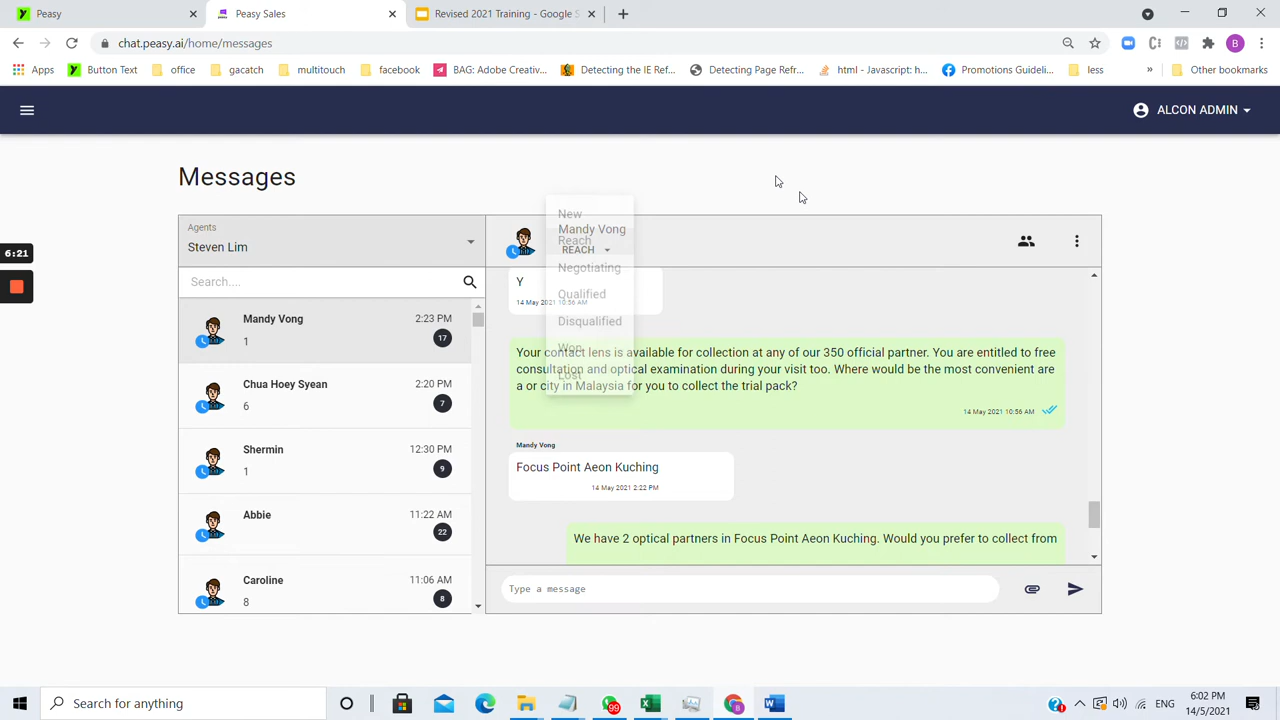 Peasy
Peasy Sales
Revised 2021 Training - Google S
chat.peasy.ai/home/messages
B
Apps
Button Text
office
gacatch
multitouch
facebook
BAG: Adobe Creativ...
Detecting the IE Ref...
Detecting Page Refr...
html - Javascript: h...
Promotions Guideli...
less
»
Other bookmarks
ALCON ADMIN
Messages
6:21
Agents
Steven Lim
Search....
Mandy Vong
2:23 PM
1
17
Chua Hoey Syean
2:20 PM
6
7
Shermin
12:30 PM
1
9
Abbie
11:22 AM
22
Caroline
11:06 AM
8
8
New
Mandy Vong
Reach
REACH
Negotiating
Qualified
Disqualified
Won
Lost
Y
14 May 2021 10:56 AM
Your contact lens is available for collection at any of our 350 official partner. You are entitled to free
consultation and optical examination during your visit too. Where would be the most convenient are
a or city in Malaysia for you to collect the trial pack?
14 May 2021 10:56 AM
Mandy Vong
Focus Point Aeon Kuching
14 May 2021 2:22 PM
We have 2 optical partners in Focus Point Aeon Kuching. Would you prefer to collect from
Type a message
Search for anything
99
B
ENG
6:02 PM
14/5/2021